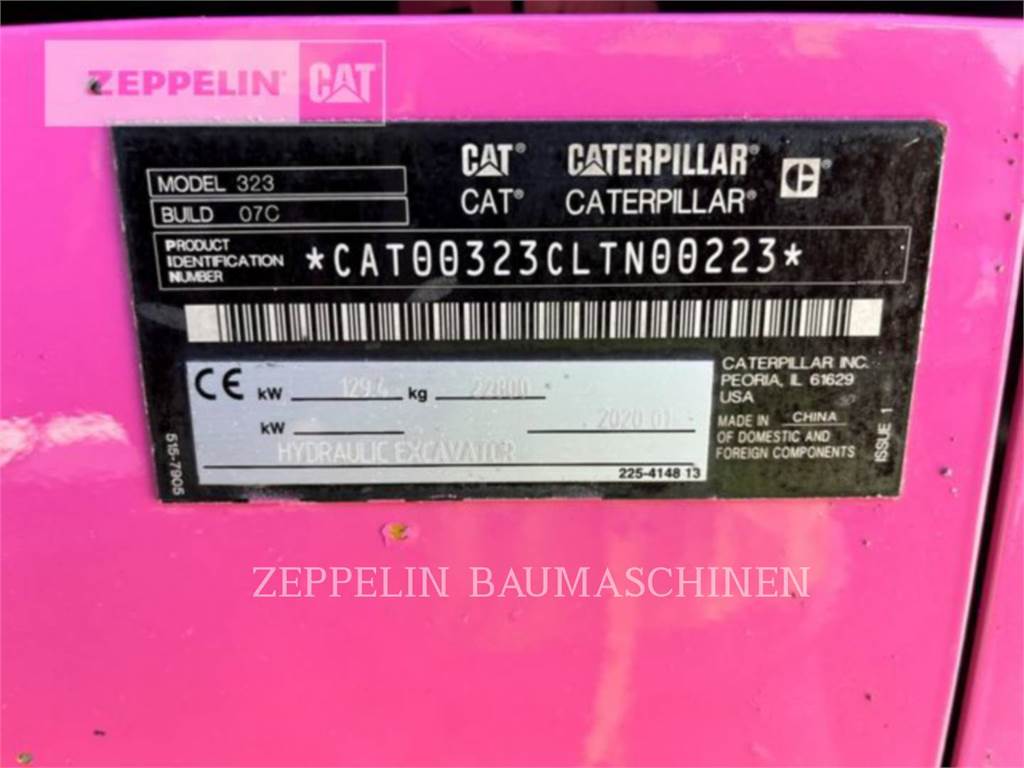 ZEPPELIN® CAT
CAT® CATERPILLAR® C®
CAT® CATERPILLAR®
MODEL 323
BUILD 07C
PRODUCT
IDENTIFICATION
NUMBER
*CAT00323CLTN00223*
CE kW 129.4 kg 22800
kW 2020 01
HYDRAULIC EXCAVATOR
225-4148 13
CATERPILLAR INC.
PEORIA, IL 61629
USA
MADE IN CHINA
OF DOMESTIC AND
FOREIGN COMPONENTS
ISSUE 1
515-7905
ZEPPELIN BAUMASCHINEN